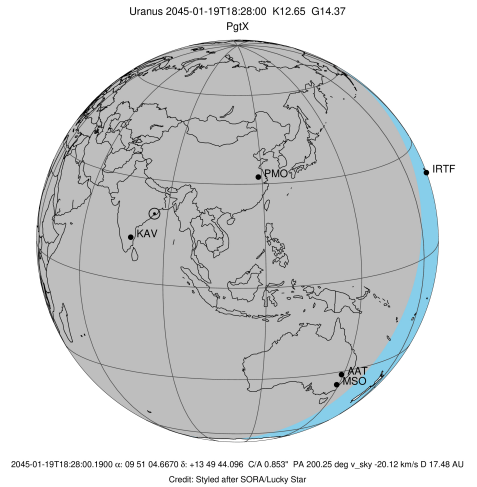 Uranus 2045-01-19T18:28:00 K12.65 G14.37
PgtX
IRTF
PMO
KAV
AAT
MSO
2045-01-19T18:28:00.1900 α: 09 51 04.6670 δ: +13 49 44.096 C/A 0.853" PA 200.25 deg v_sky -20.12 km/s D 17.48 AU
Credit: Styled after SORA/Lucky Star